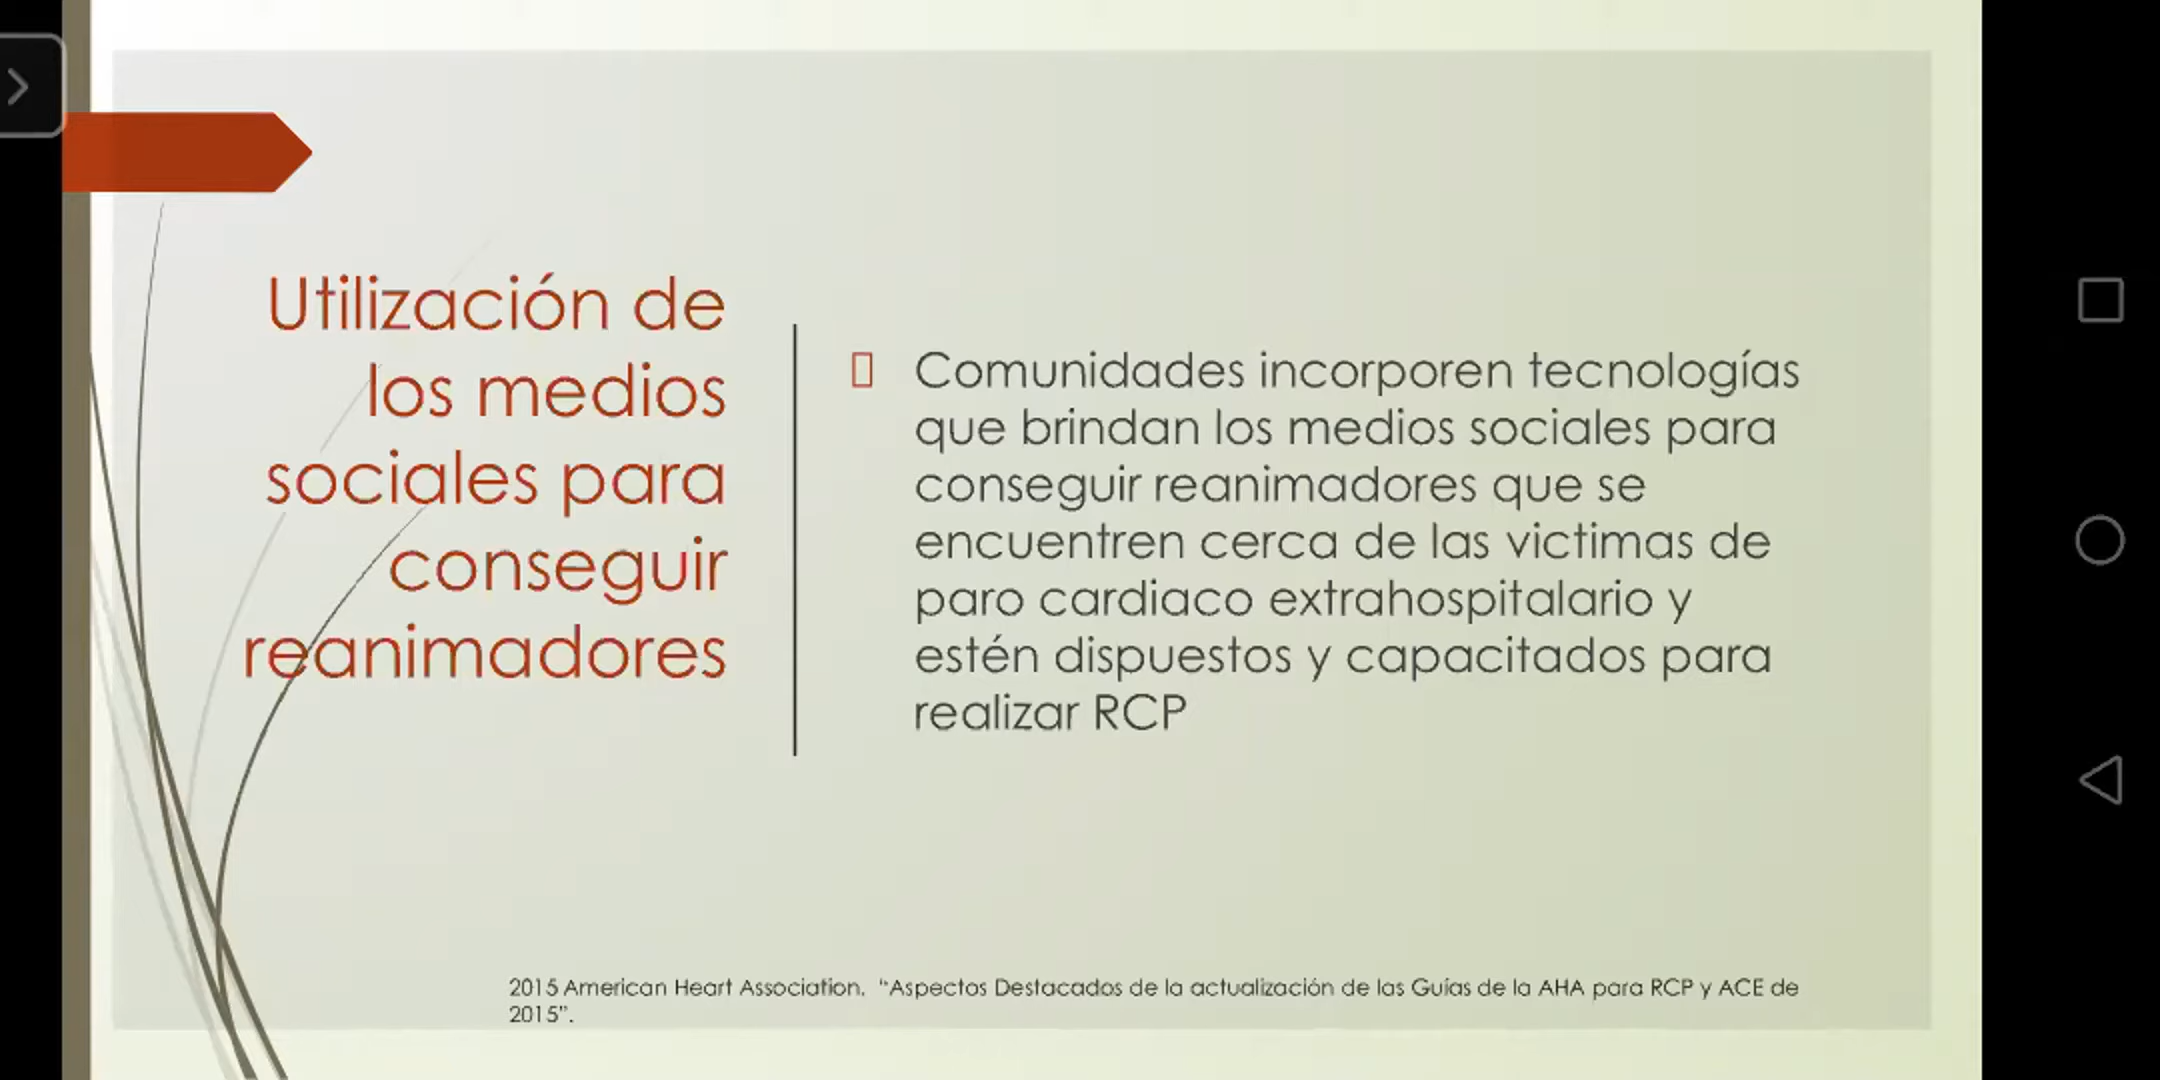 Utilización de
los medios
sociales para
conseguir
reanimadores
Comunidades incorporen tecnologías
que brindan los medios sociales para
conseguir reanimadores que se
encuentren cerca de las victimas de
paro cardiaco extrahospitalario y
estén dispuestos y capacitados para
realizar RCP
2015 American Heart Association. “Aspectos Destacados de la actualización de las Guías de la AHA para RCP y ACE de
2015”.